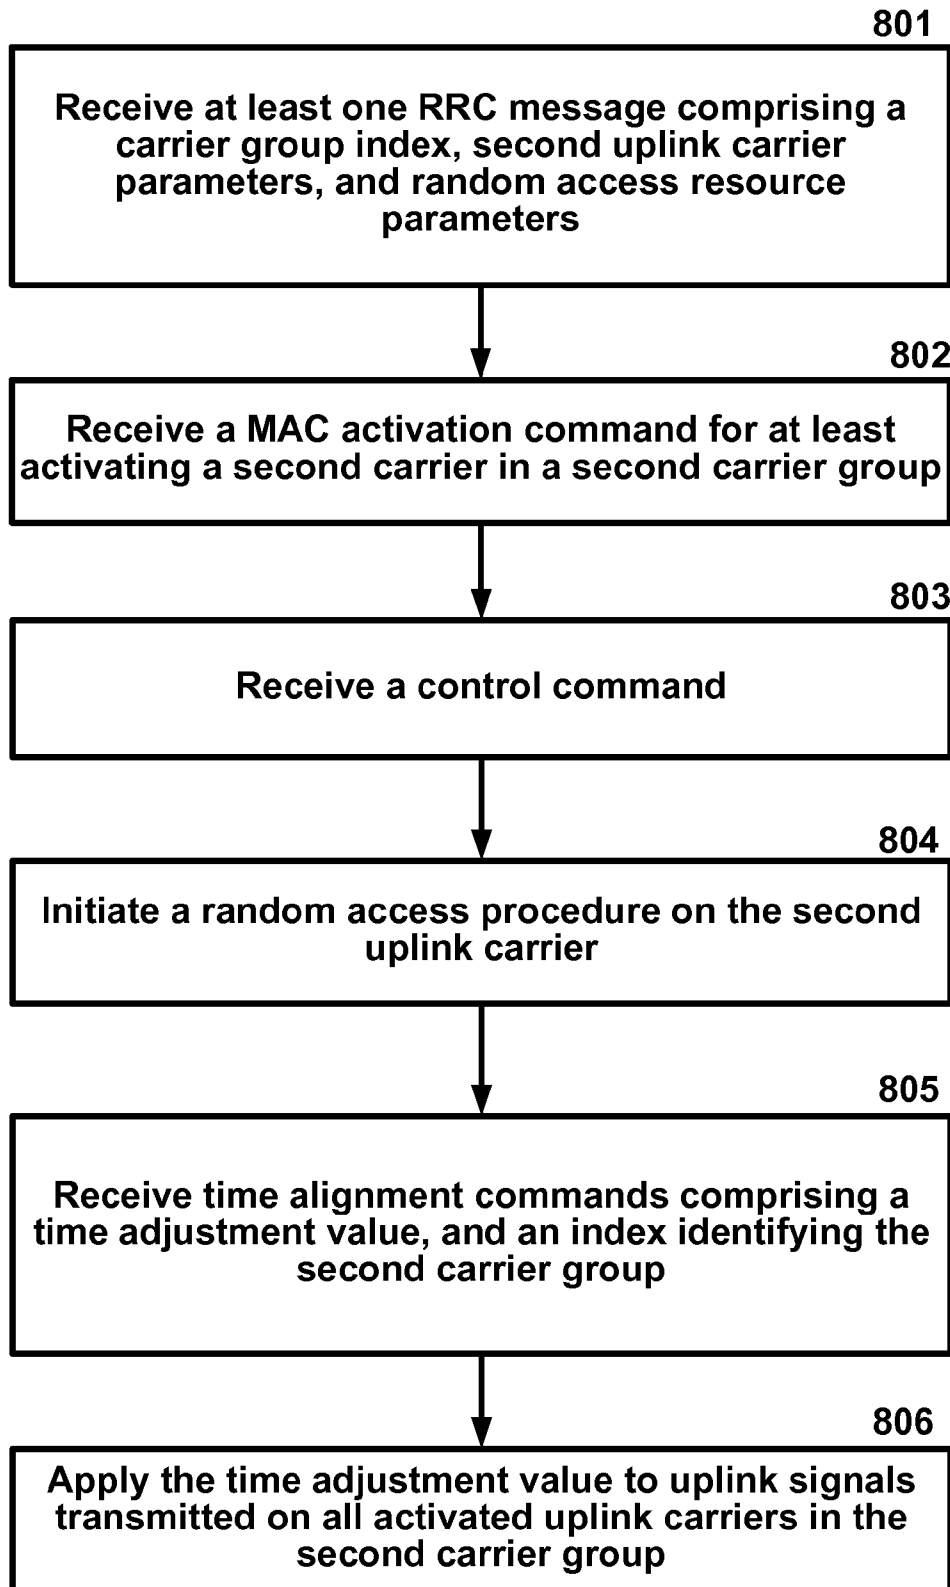 801
Receive at least one RRC message comprising a
carrier group index, second uplink carrier
parameters, and random access resource
parameters
802
Receive a MAC activation command for at least
activating a second carrier in a second carrier group
803
Receive a control command
804
Initiate a random access procedure on the second
uplink carrier
805
Receive time alignment commands comprising a
time adjustment value, and an index identifying the
second carrier group
806
Apply the time adjustment value to uplink signals
transmitted on all activated uplink carriers in the
second carrier group